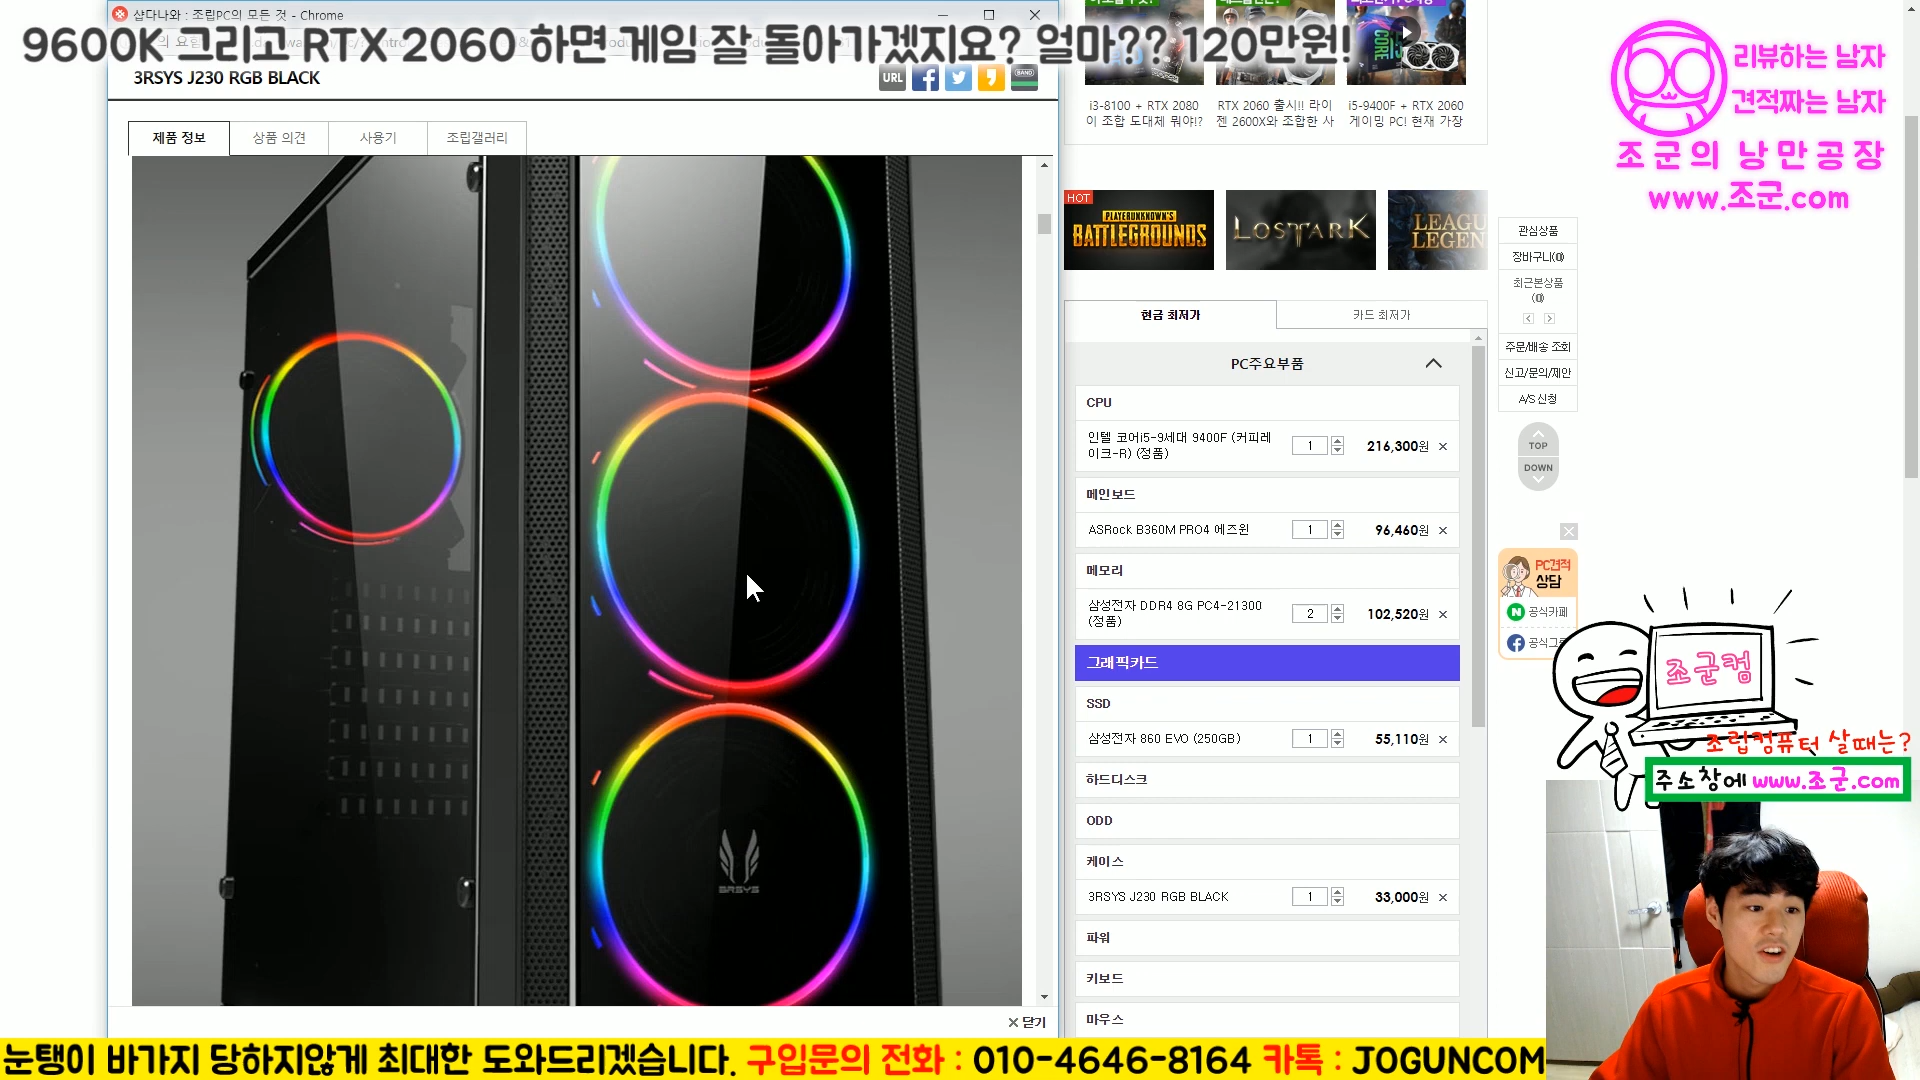 샵다나와 : 조립PC의 모든 것 - Chrome
9600K 그리고 RTX 2060 하면 게임 잘 돌아가겠지요? 얼마?? 120만원!
3RSYS J230 RGB BLACK
URL
BAND
제품 정보
상품 의견
사용기
조립갤러리
3RSYS
닫기
i3-8100 + RTX 2080
이 조합 도대체 뭐야!?
RTX 2060 출시!! 라이
젠 2600X와 조합한 사
i5-9400F + RTX 2060
게이밍 PC! 현재 가장
HOT
PLAYERUNKNOWN'S
BATTLEGROUNDS
LOSTARK
LEAGU
LEGEN
현금 최저가
카드 최저가
PC주요부품
CPU
인텔 코어i5-9세대 9400F (커피레
이크-R) (정품)
1
216,300원
메인보드
ASRock B360M PRO4 에즈윈
1
96,460원
메모리
삼성전자 DDR4 8G PC4-21300
(정품)
2
102,520원
그래픽카드
SSD
삼성전자 860 EVO (250GB)
1
55,110원
하드디스크
ODD
케이스
3RSYS J230 RGB BLACK
1
33,000원
파워
키보드
마우스
관심상품
장바구니(0)
최근본상품
(0)
주문/배송 조회
신고/문의/제안
A/S 신청
TOP
DOWN
PC견적
상담
공식카페
리뷰하는 남자
견적짜는 남자
조군의 낭만공장
www.조군.com
조군컴
조립컴퓨터 살때는?
주소창에 www.조군.com
눈탱이 바가지 당하지않게 최대한 도와드리겠습니다. 구입문의 전화 : 010-4646-8164 카톡 : JOGUNCOM